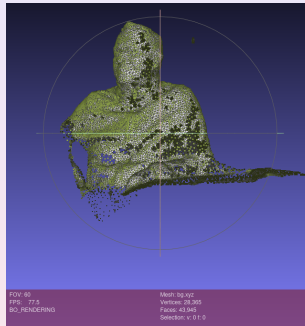 FOV: 60
FPS: 77.5
BO_RENDERING
Mesh: bg.xyz
Vertices: 28,365
Faces: 43,945
Selection: v: 0 f: 0